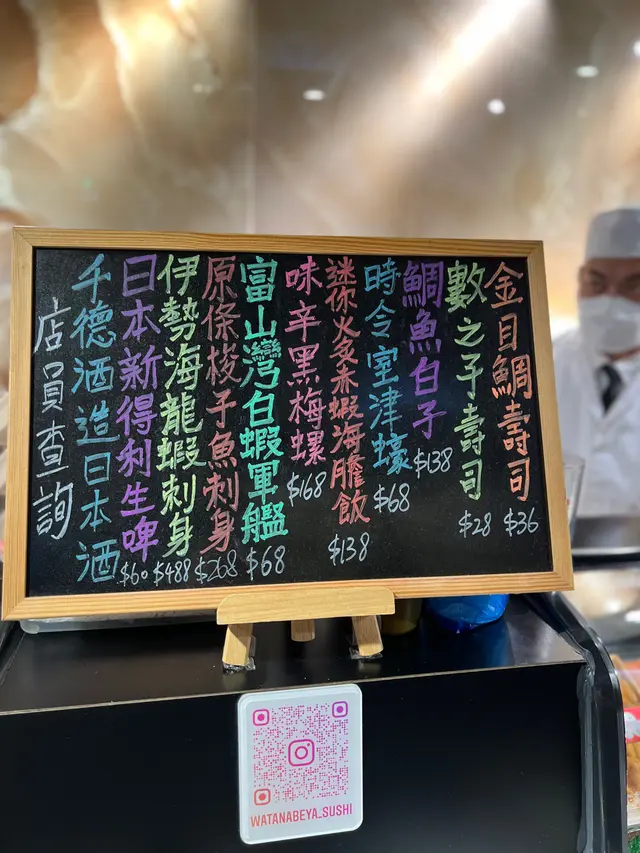 金目鯛壽司 $36
數之子壽司 $28
鯛魚白子 $138
時令室津蠔 $68
迷你火炙赤蝦海膽飯 $138
味辛黑梅螺 $168
富山灣白蝦軍艦 $68
原條梭子魚刺身 $268
伊勢海龍蝦刺身 $488
日本新得利生啤 $60
千德酒造日本酒
店員查詢
WATANABEYA_SUSHI